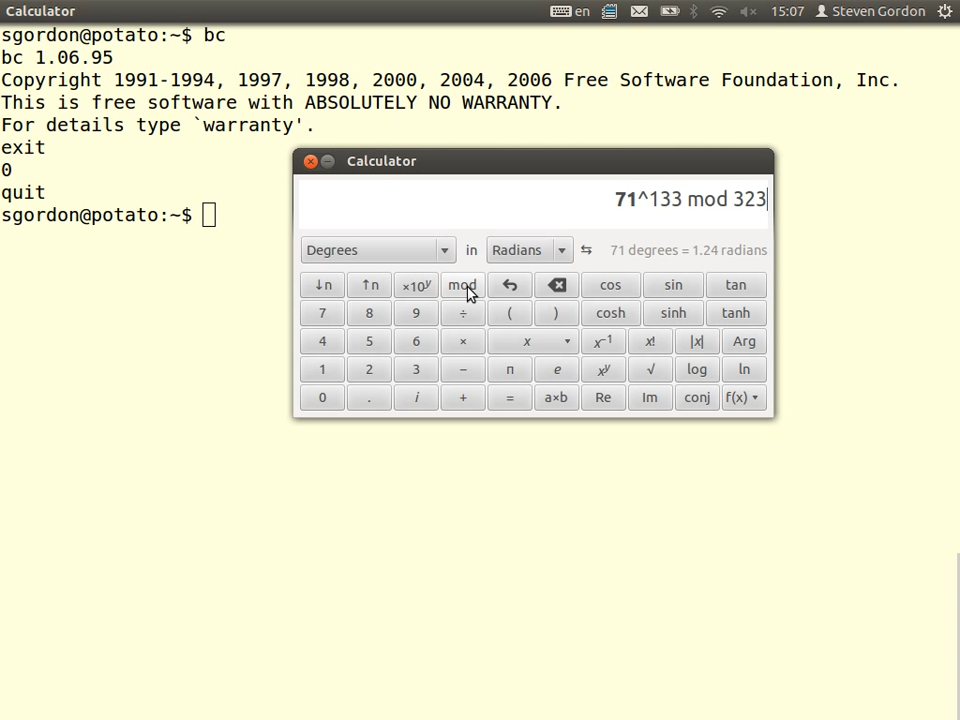 Calculator en 15:07 Steven Gordon
sgordon@potato:~$ bc
bc 1.06.95
Copyright 1991-1994, 1997, 1998, 2000, 2004, 2006 Free Software Foundation, Inc.
This is free software with ABSOLUTELY NO WARRANTY.
For details type `warranty'.
exit
0
quit
sgordon@potato:~$
Calculator
71^133 mod 323
Degrees in Radians ⇆ 71 degrees = 1.24 radians
↓n ↑n ×10ʸ mod cos sin tan
7 8 9 ÷ ( ) cosh sinh tanh
4 5 6 × x x⁻¹ x! |x| Arg
1 2 3 − π e xʸ √ log ln
0 . i + = a×b Re Im conj f(x)